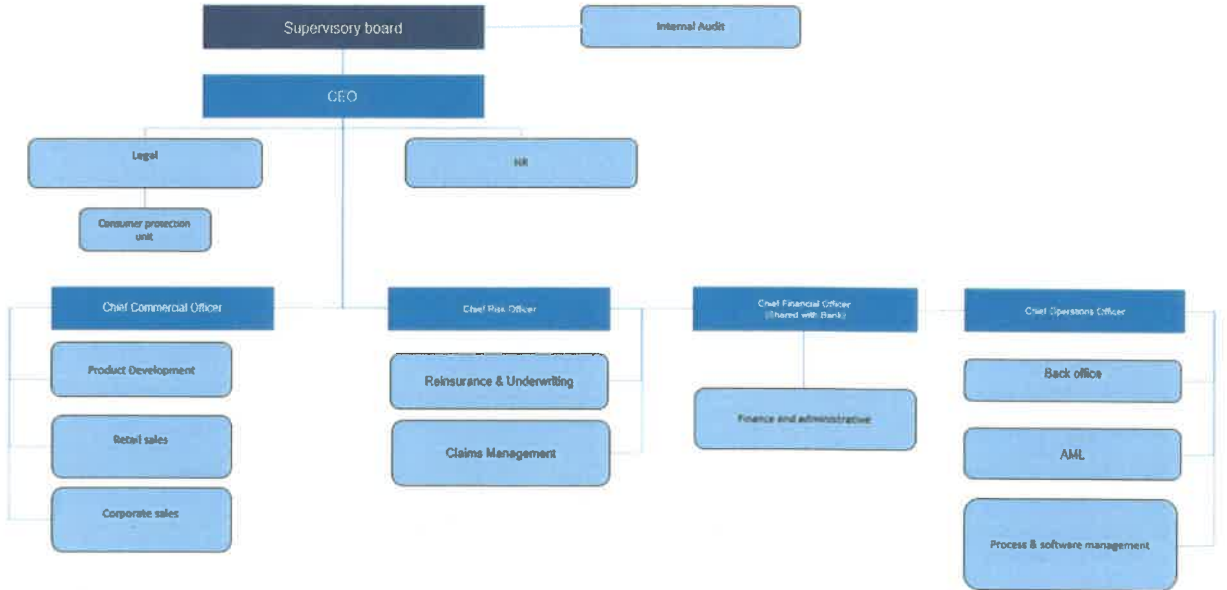 Supervisory board
Internal Audit
CEO
Legal
HR
Consumer protection
unit
Chief Commercial Officer
Chief Risk Officer
Chief Financial Officer
(Shared with Bank)
Chief Operations Officer
Product Development
Reinsurance & Underwriting
Back office
Finance and administrative
Retail sales
Claims Management
AML
Corporate sales
Process & software management